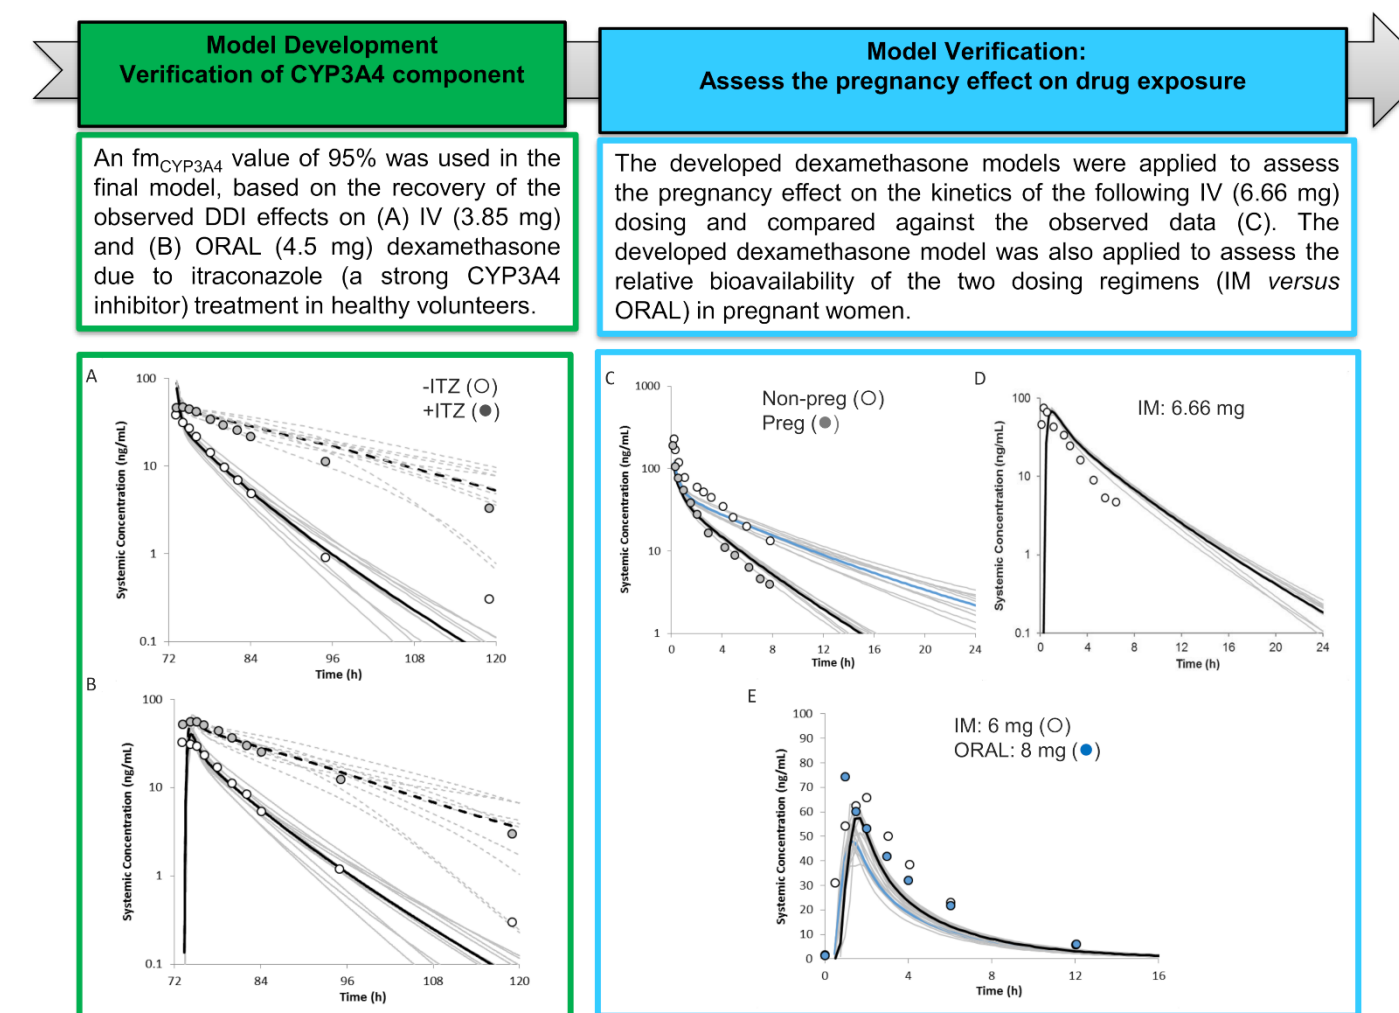 Model Development
Verification of CYP3A4 component
Model Verification:
Assess the pregnancy effect on drug exposure
An fmCYP3A4 value of 95% was used in the
final model, based on the recovery of the
observed DDI effects on (A) IV (3.85 mg)
and (B) ORAL (4.5 mg) dexamethasone
due to itraconazole (a strong CYP3A4
inhibitor) treatment in healthy volunteers.
The developed dexamethasone models were applied to assess
the pregnancy effect on the kinetics of the following IV (6.66 mg)
dosing and compared against the observed data (C). The
developed dexamethasone model was also applied to assess the
relative bioavailability of the two dosing regimens (IM versus
ORAL) in pregnant women.
A
-ITZ (○)
+ITZ (●)
Systemic Concentration (ng/mL)
100
10
1
0.1
72 84 96 108 120
Time (h)
B
Systemic Concentration (ng/mL)
100
10
1
0.1
72 84 96 108 120
Time (h)
C
Non-preg (○)
Preg (●)
Systemic Concentration (ng/mL)
1000
100
10
1
0 4 8 12 16 20 24
Time (h)
D
IM: 6.66 mg
Systemic Concentration (ng/mL)
100
10
1
0.1
0 4 8 12 16 20 24
Time (h)
E
IM: 6 mg (○)
ORAL: 8 mg (●)
Systemic Concentration (ng/mL)
100
90
80
70
60
50
40
30
20
10
0
0 4 8 12 16
Time (h)